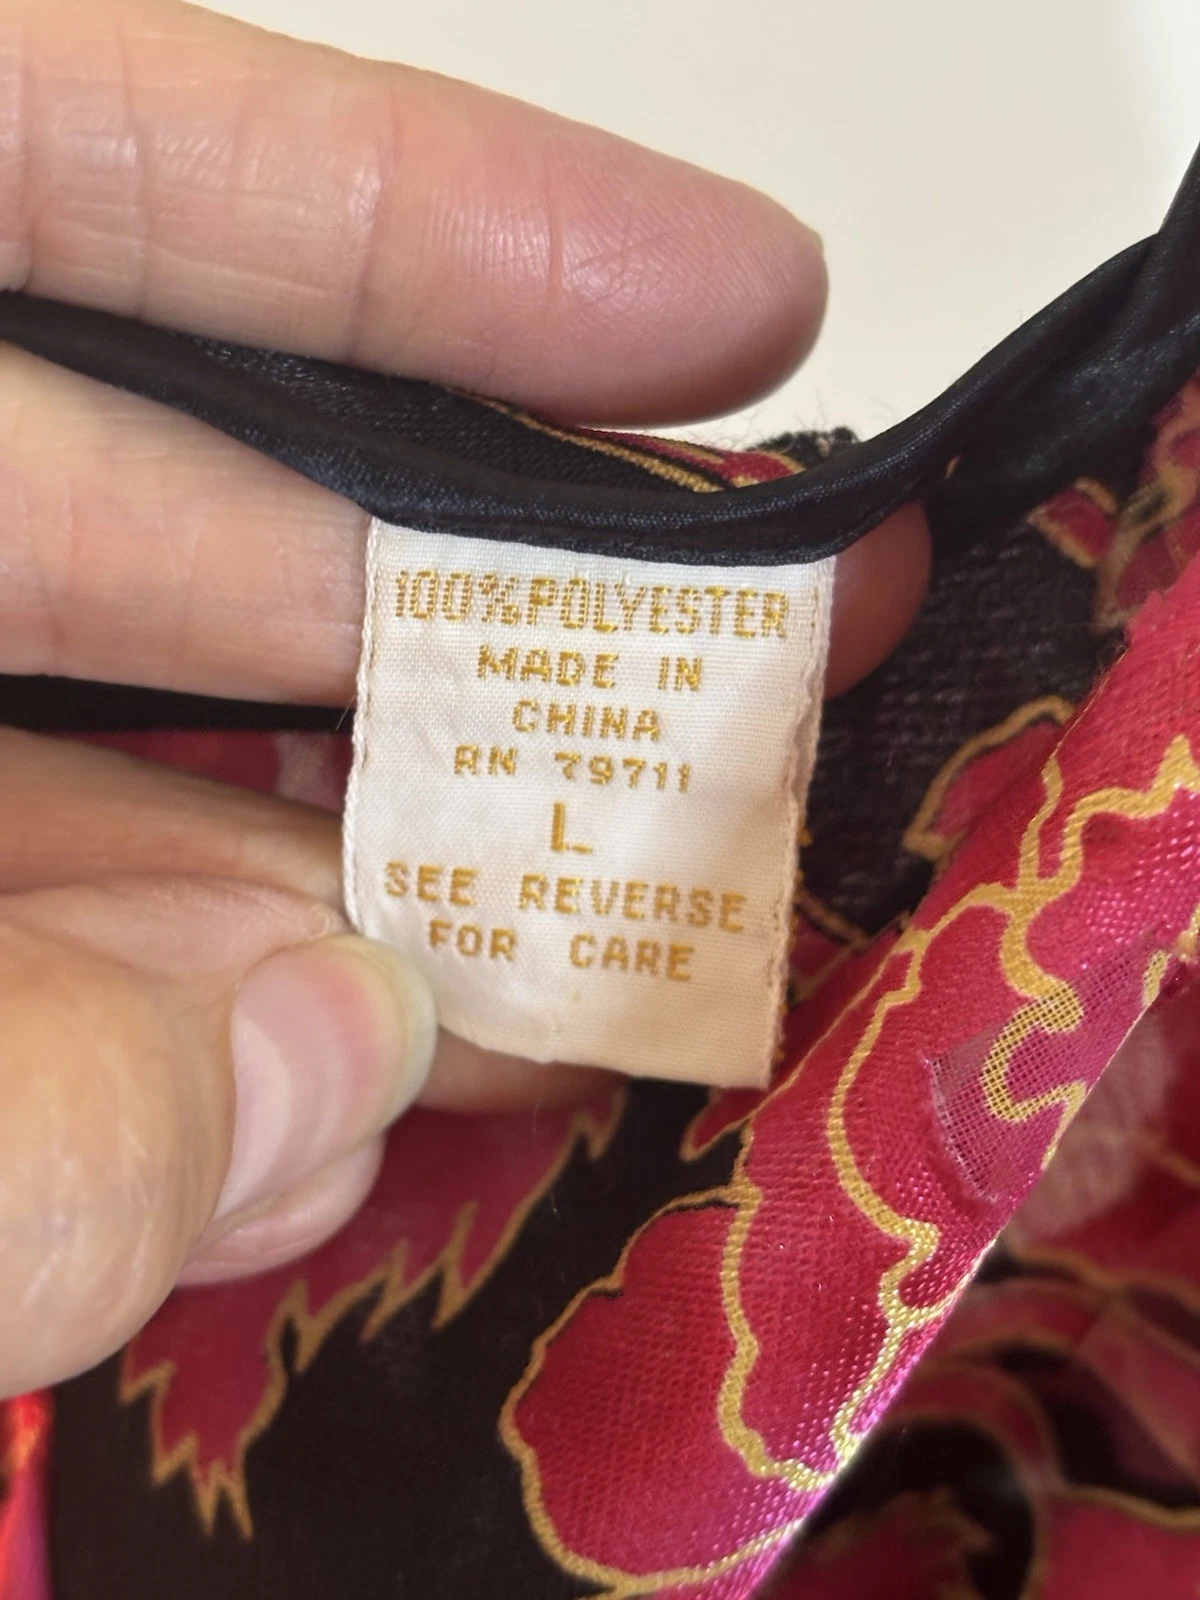 100% POLYESTER
MADE IN
CHINA
RN 79711
L
SEE REVERSE
FOR CARE